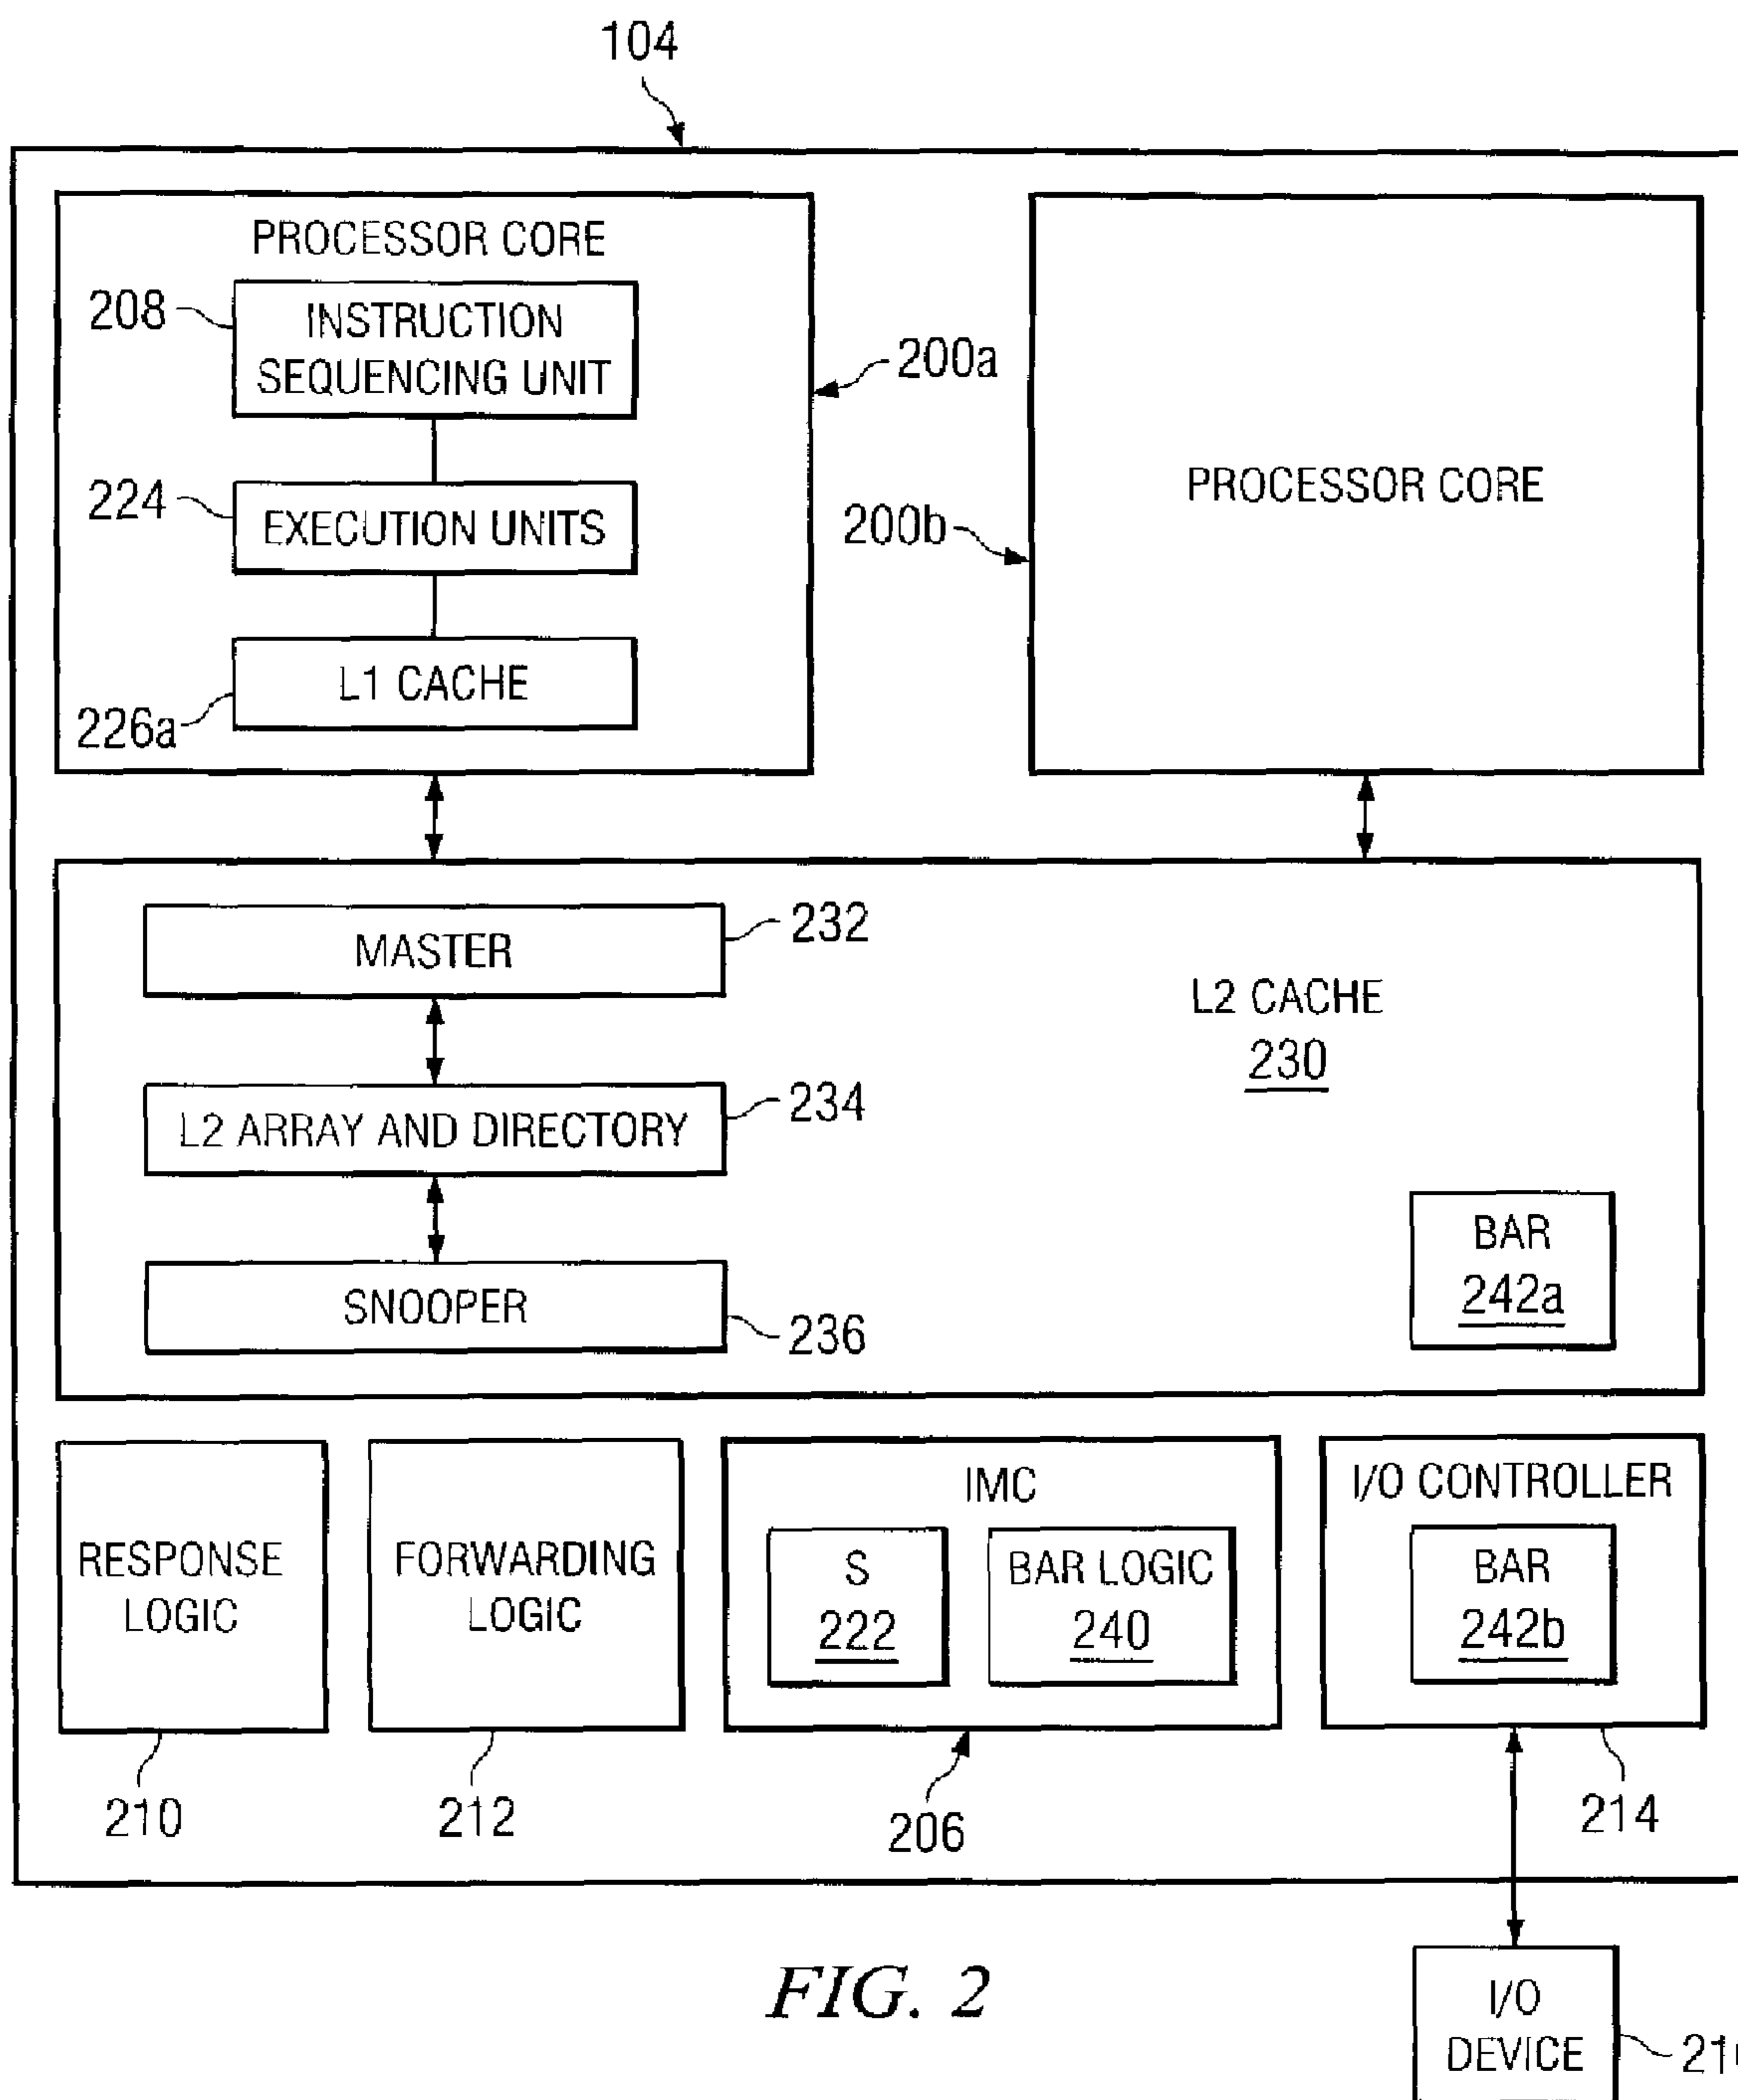 104
PROCESSOR CORE
208
INSTRUCTION
SEQUENCING UNIT
200a
224
EXECUTION UNITS
200b
PROCESSOR CORE
L1 CACHE
226a
MASTER
232
L2 CACHE
230
L2 ARRAY AND DIRECTORY
234
BAR
242a
SNOOPER
236
RESPONSE
LOGIC
FORWARDING
LOGIC
IMC
S
222
BAR LOGIC
240
I/O CONTROLLER
BAR
242b
210
212
206
214
FIG. 2
I/O
DEVICE